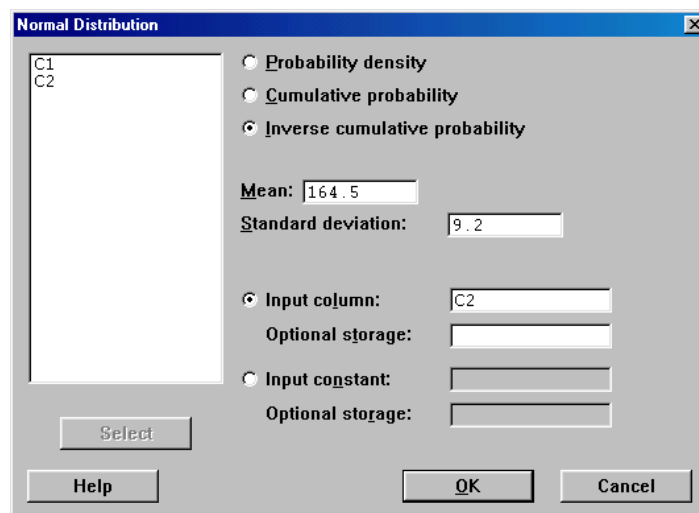 Normal Distribution
C1
C2
Probability density
Cumulative probability
Inverse cumulative probability
Mean: 164.5
Standard deviation: 9.2
Input column: C2
Optional storage:
Input constant:
Optional storage:
Select
Help
OK
Cancel